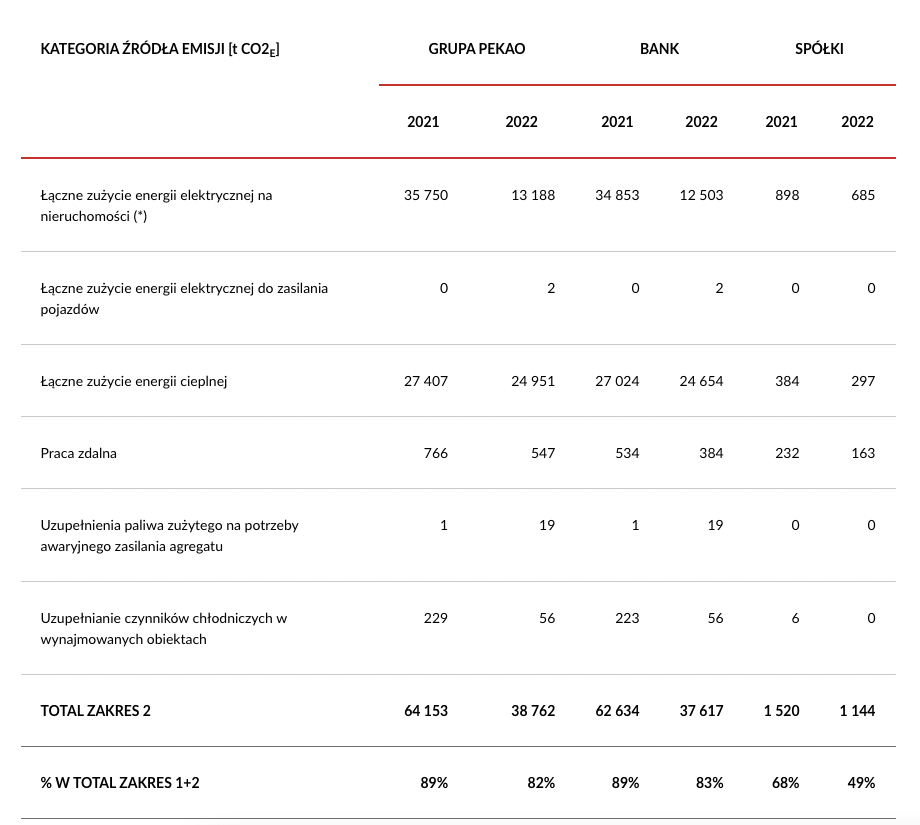 KATEGORIA ŹRÓDŁA EMISJI [t CO2E] GRUPA PEKAO BANK SPÓŁKI
2021 2022 2021 2022 2021 2022
Łączne zużycie energii elektrycznej na 35 750 13 188 34 853 12 503 898 685
nieruchomości (*)
Łączne zużycie energii elektrycznej do zasilania 0 2 0 2 0 0
pojazdów
Łączne zużycie energii cieplnej 27 407 24 951 27 024 24 654 384 297
Praca zdalna 766 547 534 384 232 163
Uzupełnienia paliwa zużytego na potrzeby 1 19 1 19 0 0
awaryjnego zasilania agregatu
Uzupełnianie czynników chłodniczych w 229 56 223 56 6 0
wynajmowanych obiektach
TOTAL ZAKRES 2 64 153 38 762 62 634 37 617 1 520 1 144
% W TOTAL ZAKRES 1+2 89% 82% 89% 83% 68% 49%